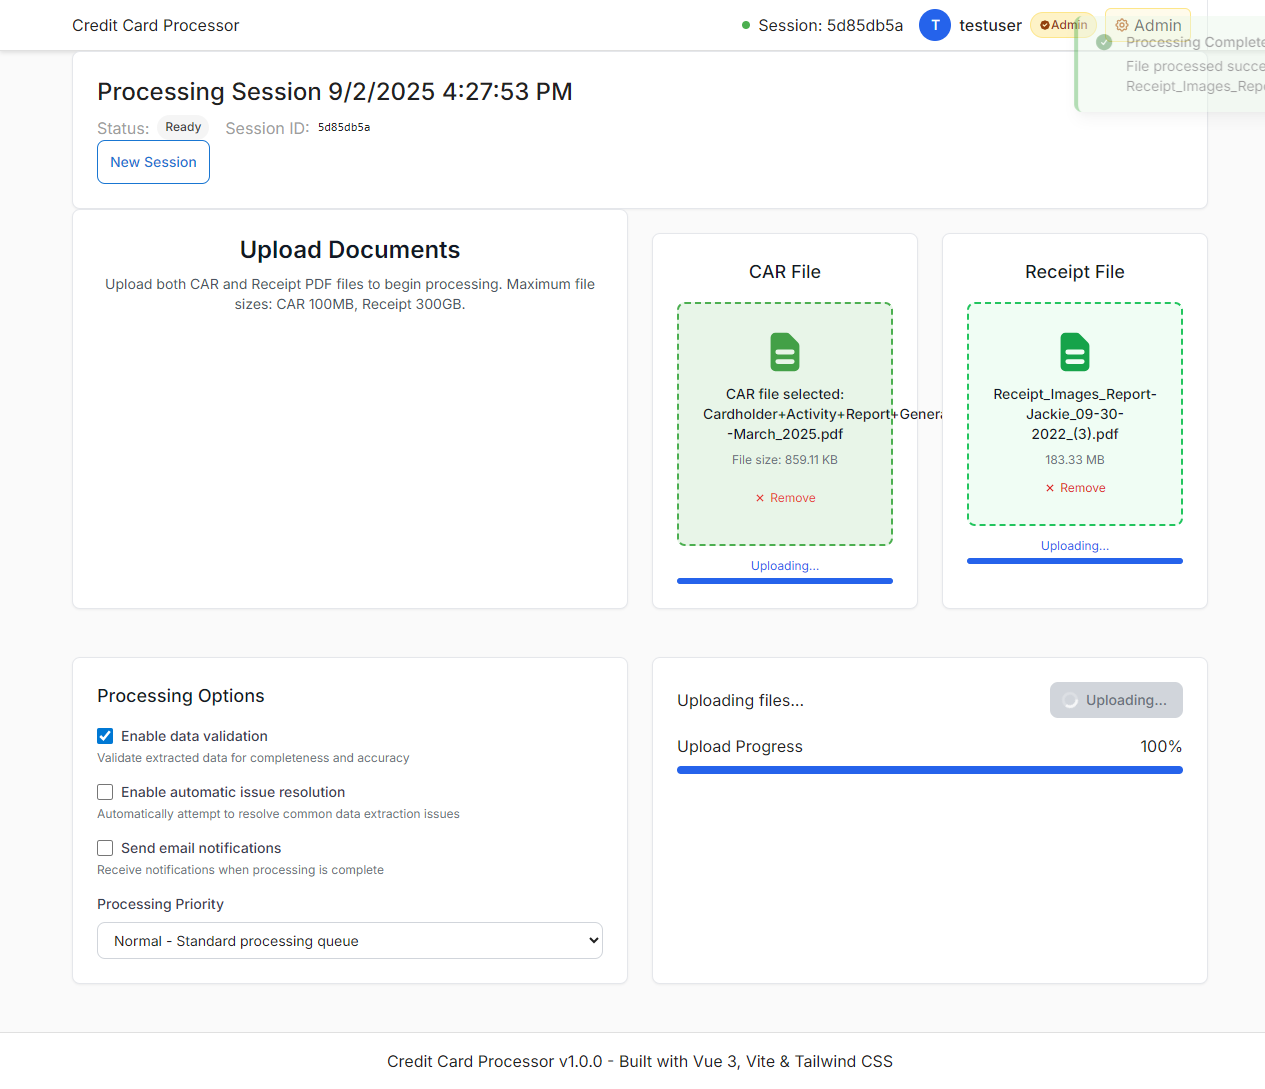 Credit Card Processor
Session: 5d85db5a
T
testuser
Admin
Admin
Processing Complete
File processed succe
Receipt_Images_Repo
Processing Session 9/2/2025 4:27:53 PM
Status: Ready Session ID: 5d85db5a
New Session
Upload Documents
Upload both CAR and Receipt PDF files to begin processing. Maximum file
sizes: CAR 100MB, Receipt 300GB.
CAR File
CAR file selected:
Cardholder+Activity+Report+Genera
-March_2025.pdf
File size: 859.11 KB
× Remove
Uploading...
Receipt File
Receipt_Images_Report-
Jackie_09-30-
2022_(3).pdf
183.33 MB
× Remove
Uploading...
Processing Options
Enable data validation
Validate extracted data for completeness and accuracy
Enable automatic issue resolution
Automatically attempt to resolve common data extraction issues
Send email notifications
Receive notifications when processing is complete
Processing Priority
Normal - Standard processing queue
Uploading files...
Uploading...
Upload Progress 100%
Credit Card Processor v1.0.0 - Built with Vue 3, Vite & Tailwind CSS